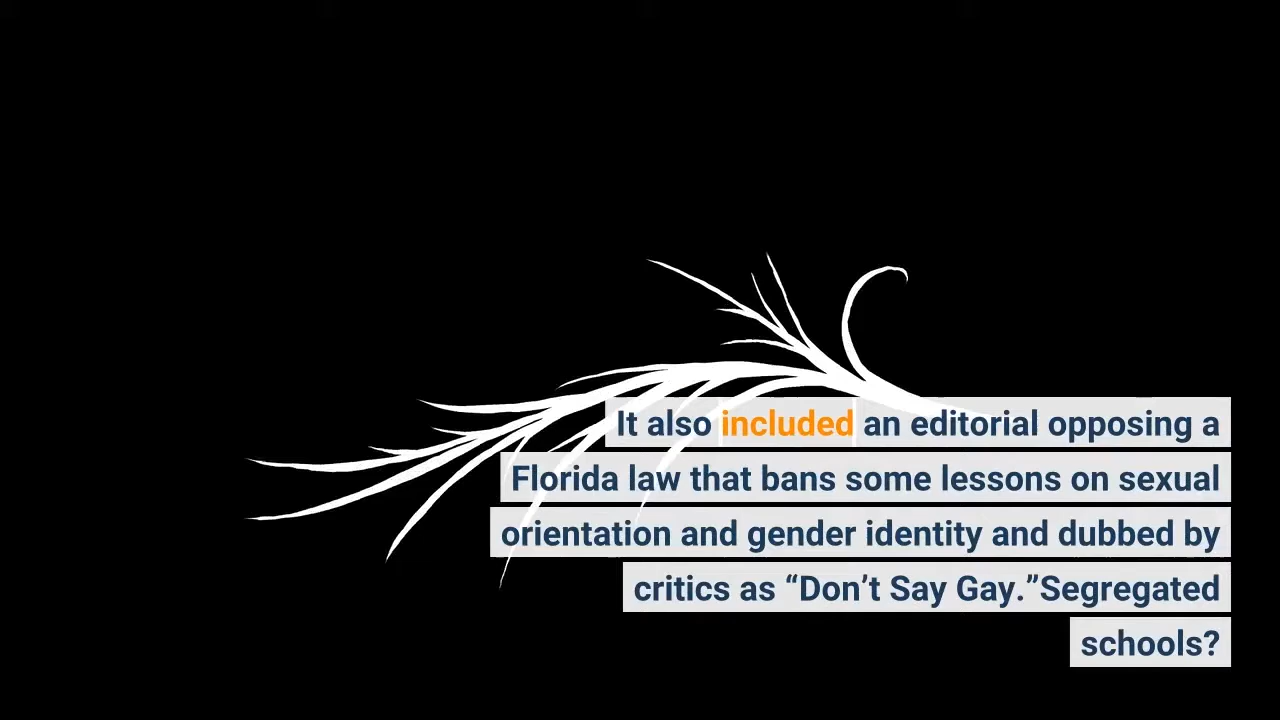 It also included an editorial opposing a
Florida law that bans some lessons on sexual
orientation and gender identity and dubbed by
critics as “Don’t Say Gay.”Segregated
schools?